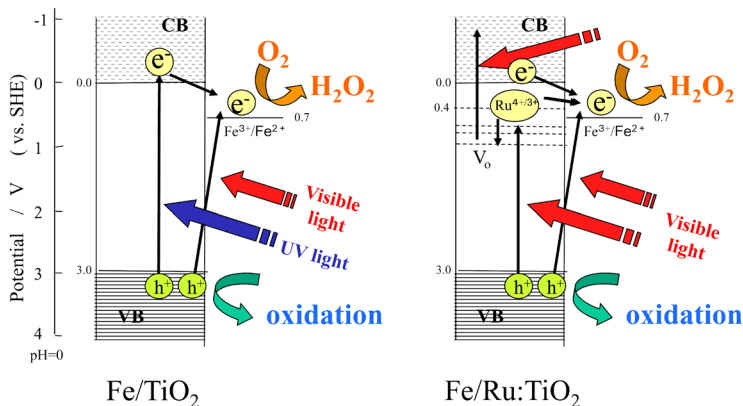 Potential / V ( vs. SHE)
-1
0
1
2
3
4
pH=0
CB
0.0
e-
e-
O2
H2O2
0.7
Fe3+/Fe2+
Visible
light
UV light
3.0
h+ h+
VB
oxidation
Fe/TiO2
CB
0.0
e-
0.4
Ru4+/3+
e-
O2
H2O2
0.7
Fe3+/Fe2+
Vo
Visible
light
3.0
h+ h+
VB
oxidation
Fe/Ru:TiO2